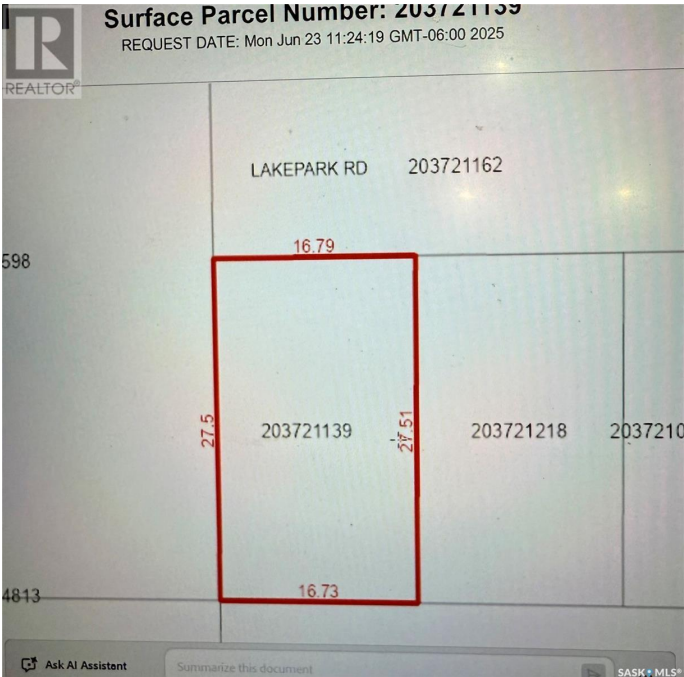 Surface Parcel Number: 203721139
REQUEST DATE: Mon Jun 23 11:24:19 GMT-06:00 2025
REALTOR®
LAKEPARK RD 203721162
16.79
598
27.5
203721139
27.51
203721218
2037210
16.73
4813
Ask AI Assistant
Summarize this document
SASK MLS®